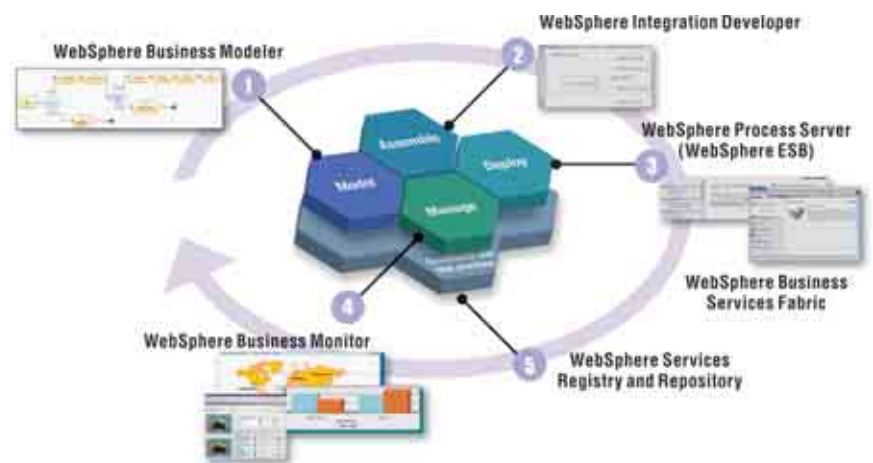 WebSphere Integration Developer
WebSphere Business Modeler
1
2
WebSphere Process Server
(WebSphere ESB)
3
Assemble
Deploy
Model
Manage
WebSphere Business
Services Fabric
4
WebSphere Business Monitor
5
WebSphere Services
Registry and Repository